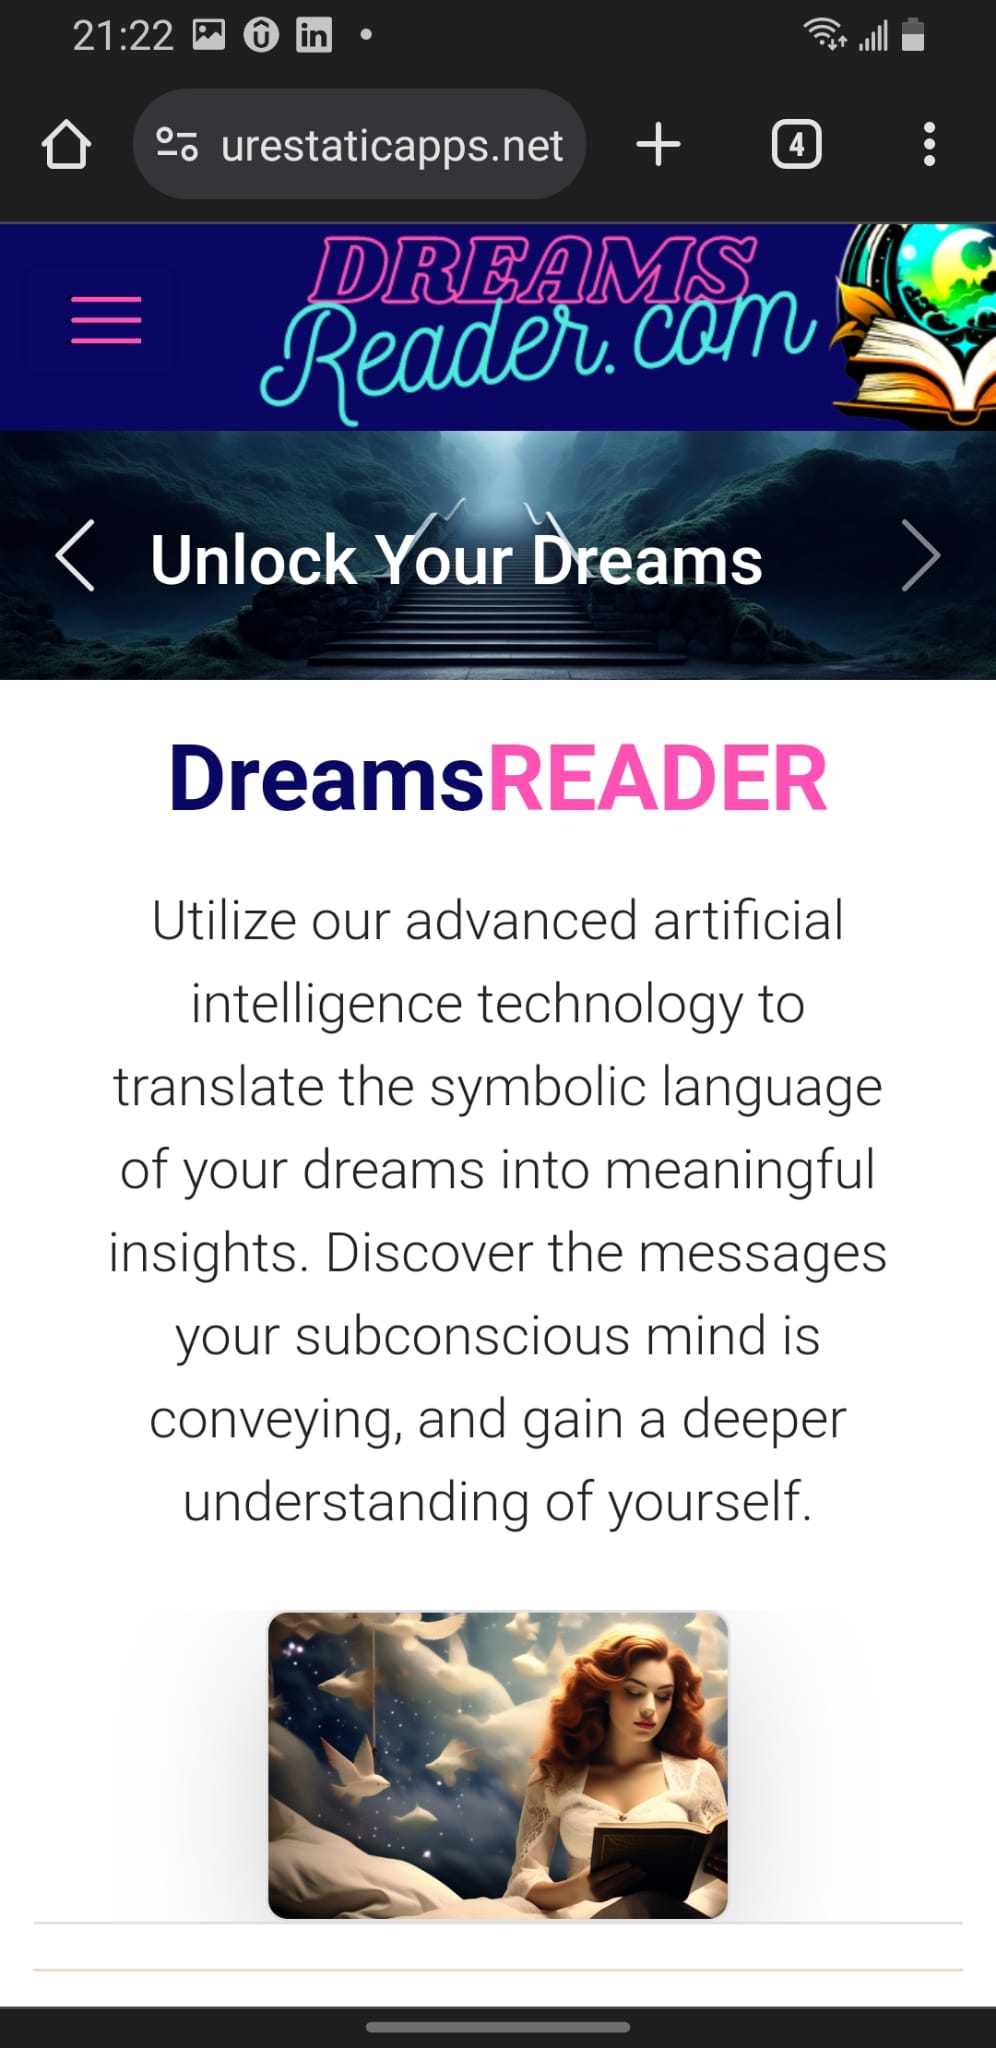 21:22
in
urestaticapps.net
4
DREAMS
Reader.com
Unlock Your Dreams
DreamsREADER
Utilize our advanced artificial
intelligence technology to
translate the symbolic language
of your dreams into meaningful
insights. Discover the messages
your subconscious mind is
conveying, and gain a deeper
understanding of yourself.